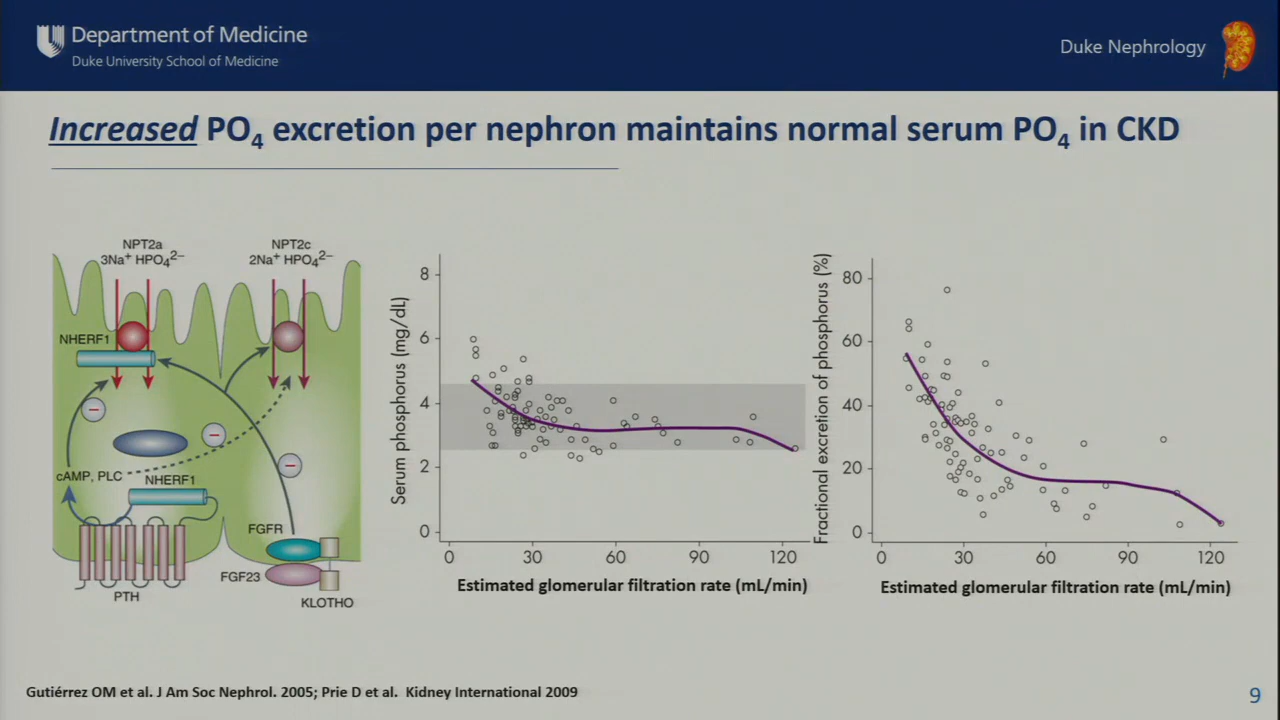 Department of Medicine
Duke University School of Medicine
Duke Nephrology
Increased PO4 excretion per nephron maintains normal serum PO4 in CKD
NPT2a
3Na+ HPO4 2–
NPT2c
2Na+ HPO4 2–
NHERF1
cAMP, PLC
NHERF1
FGFR
FGF23
PTH
KLOTHO
Serum phosphorus (mg/dL)
8
6
4
2
0
0 30 60 90 120
Estimated glomerular filtration rate (mL/min)
Fractional excretion of phosphorus (%)
80
60
40
20
0
0 30 60 90 120
Estimated glomerular filtration rate (mL/min)
Gutiérrez OM et al. J Am Soc Nephrol. 2005; Prie D et al. Kidney International 2009
9